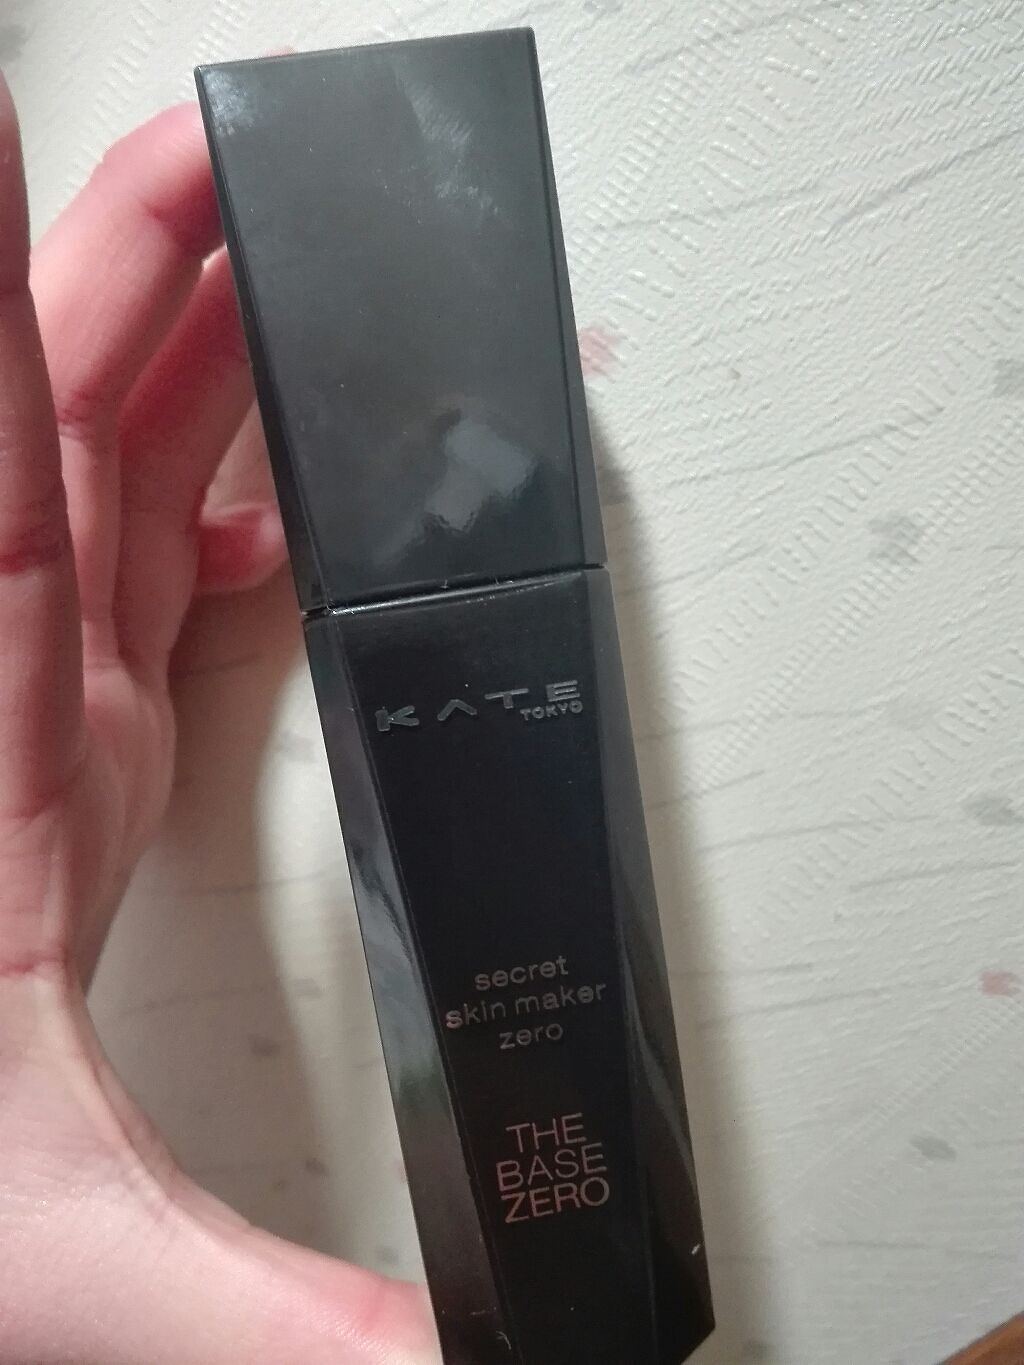 KATE
TOKYO
secret
skin maker
zero
THE
BASE
ZERO